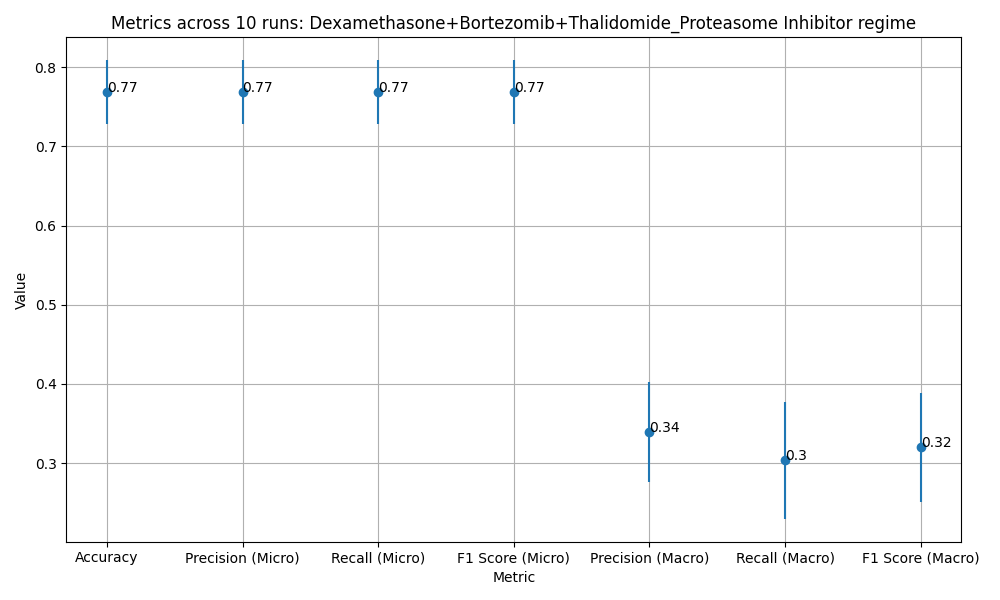 Metrics across 10 runs: Dexamethasone+Bortezomib+Thalidomide_Proteasome Inhibitor regime
0.8
0.7
0.6
0.5
0.4
0.3
Value
0.77
0.77
0.77
0.77
0.34
0.3
0.32
Accuracy
Precision (Micro)
Recall (Micro)
F1 Score (Micro)
Precision (Macro)
Recall (Macro)
F1 Score (Macro)
Metric